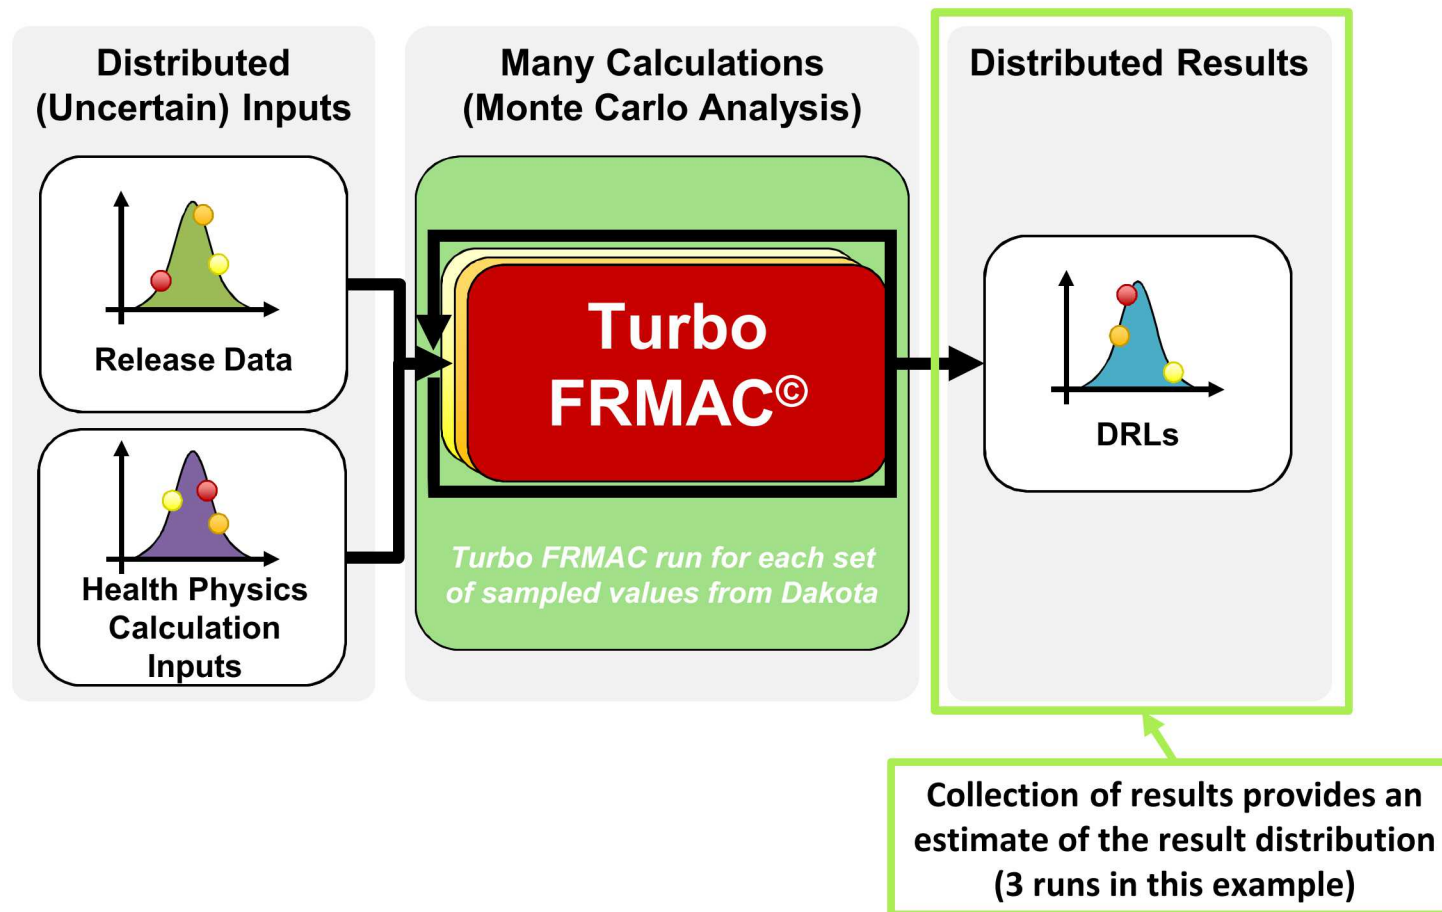 Distributed
(Uncertain) Inputs
Release Data
Health Physics
Calculation
Inputs
Many Calculations
(Monte Carlo Analysis)
Turbo
FRMAC©
Turbo FRMAC run for each set
of sampled values from Dakota
Distributed Results
DRLs
Collection of results provides an
estimate of the result distribution
(3 runs in this example)